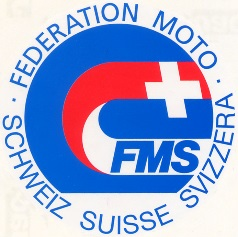 · FEDERATION MOTO ·
SCHWEIZ SUISSE SVIZZERA
FMS